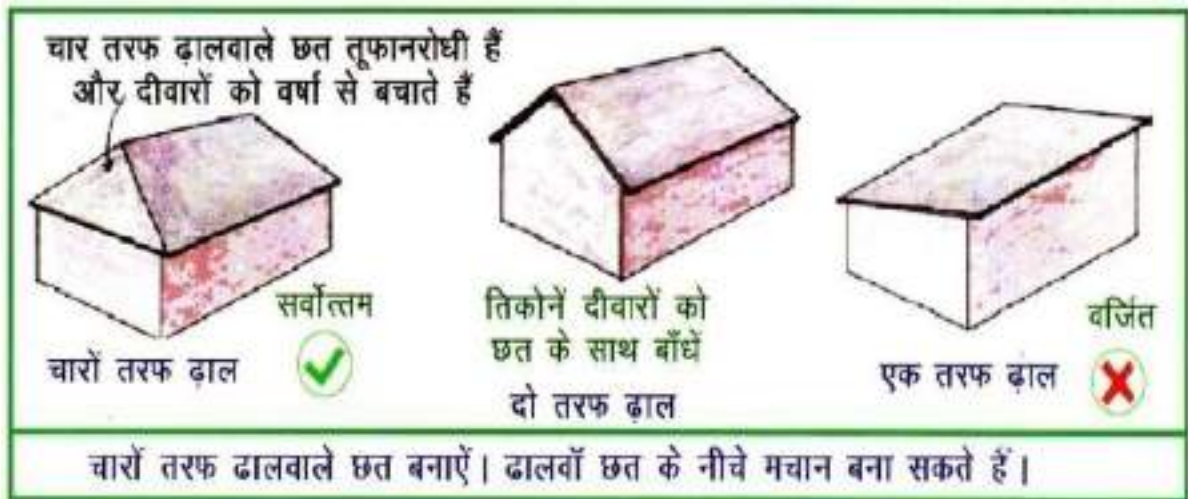 चार तरफ ढ़ालवाले छत तूफानरोधी हैं
और दीवारों को वर्षा से बचाते हैं
सर्वोत्तम
चारों तरफ ढ़ाल
तिकोनें दीवारों को
छत के साथ बाँधें
दो तरफ ढ़ाल
वर्जित
एक तरफ ढ़ाल
चारों तरफ ढालवाले छत बनाऐं। ढालवाँ छत के नीचे मचान बना सकते हैं।